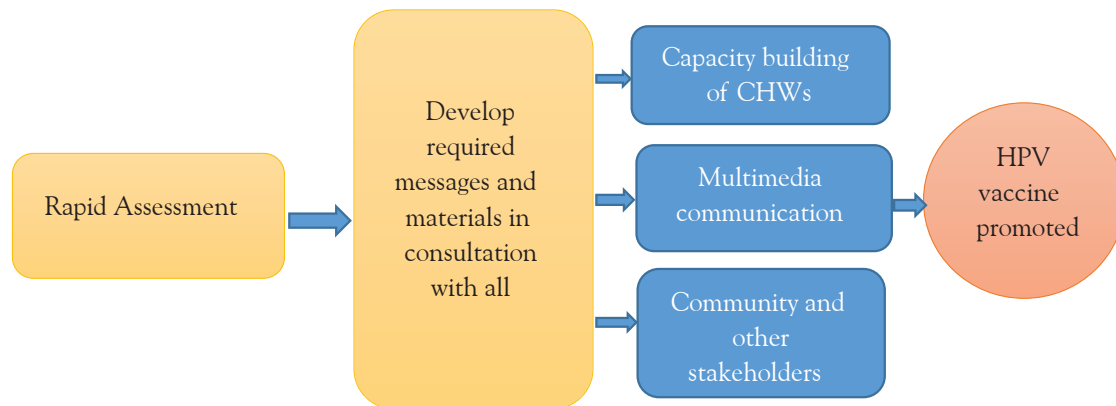 Rapid Assessment
Develop
required
messages and
materials in
consultation
with all
Capacity building
of CHWs
Multimedia
communication
Community and
other
stakeholders
HPV
vaccine
promoted